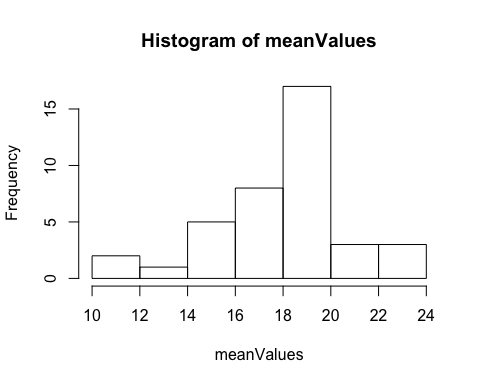 Histogram of meanValues
Frequency
15
10
5
0
10 12 14 16 18 20 22 24
meanValues